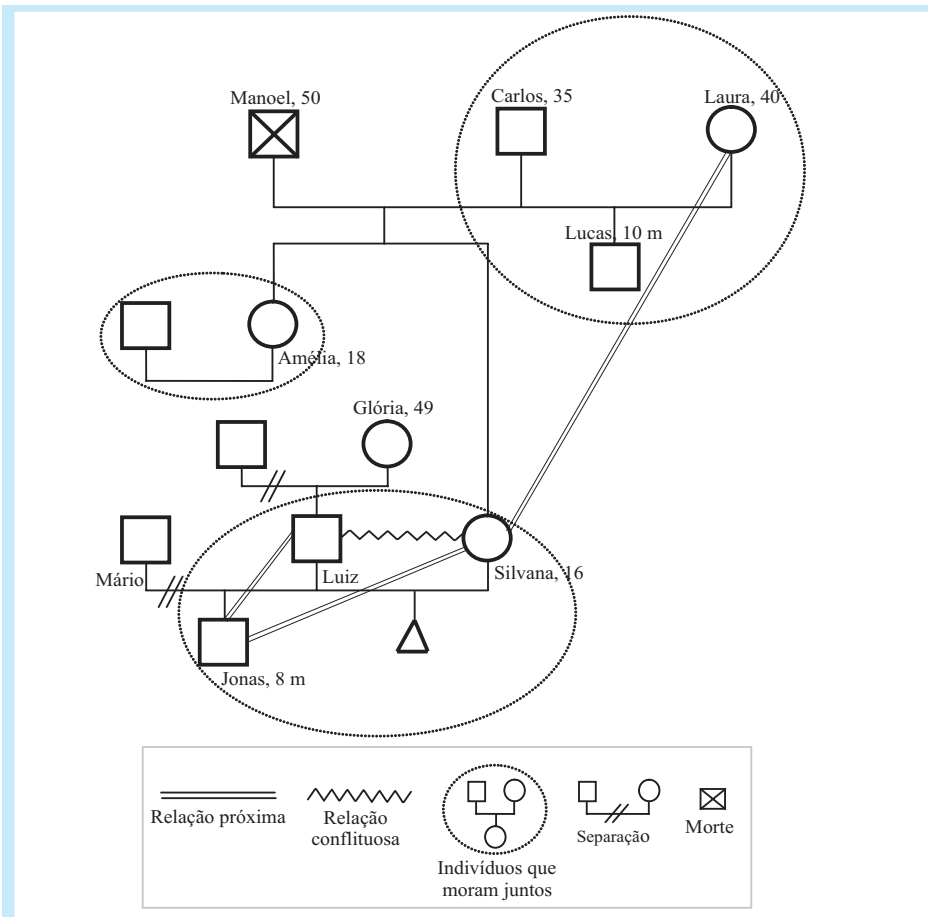 Manoel, 50
Carlos, 35
Laura, 40
Lucas, 10 m
Amélia, 18
Glória, 49
Mário
Luiz
Silvana, 16
Jonas, 8 m
Relação próxima
Relação
conflituosa
Indivíduos que
moram juntos
Separação
Morte